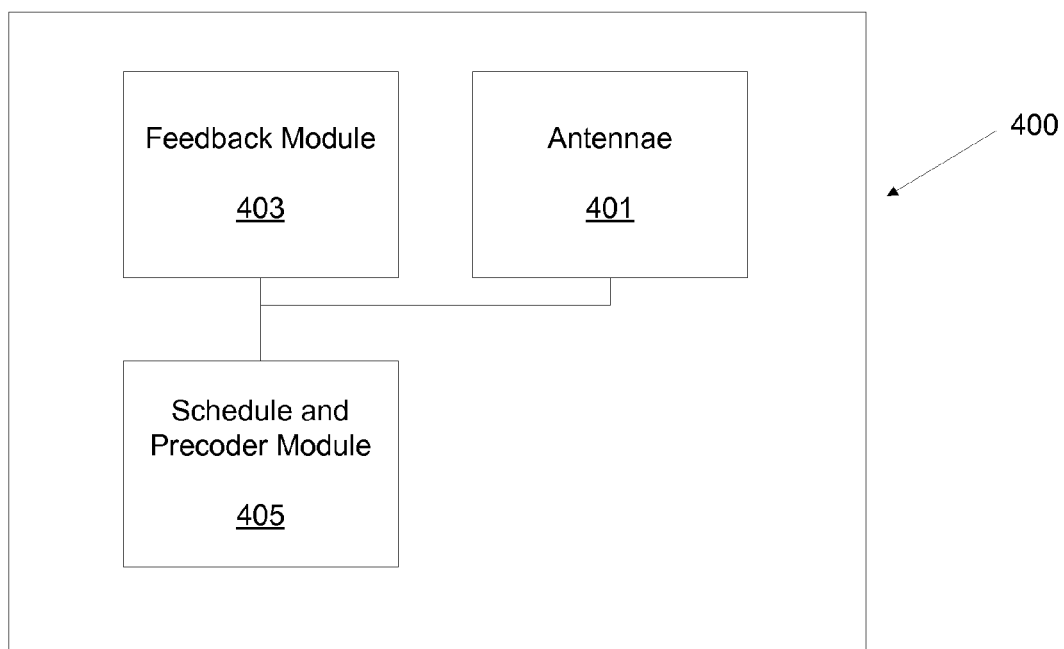 Feedback Module
403
Antennae
401
400
Schedule and
Precoder Module
405